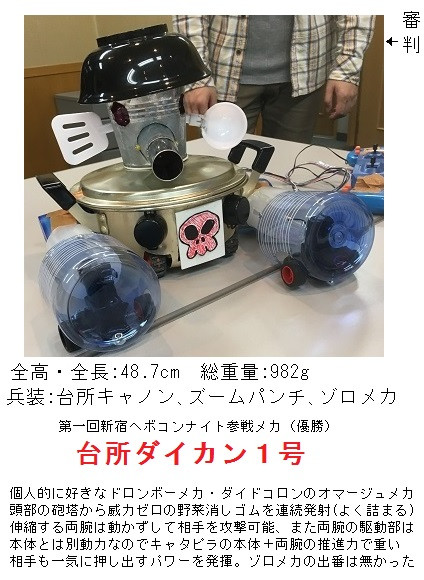 審判
←
全高・全長:48.7cm　総重量:982g
兵装:台所キャノン、ズームパンチ、ゾロメカ
第一回新宿ヘボコンナイト参戦メカ（優勝）
台所ダイカン１号
個人的に好きなドロンボーメカ・ダイドコロンのオマージュメカ
頭部の砲塔から威力ゼロの野菜消しゴムを連続発射(よく詰まる)
伸縮する両腕は動かずして相手を攻撃可能、また両腕の駆動部は
本体とは別動力なのでキャタピラの本体＋両腕の推進力で重い
相手も一気に押し出すパワーを発揮。ゾロメカの出番は無かった